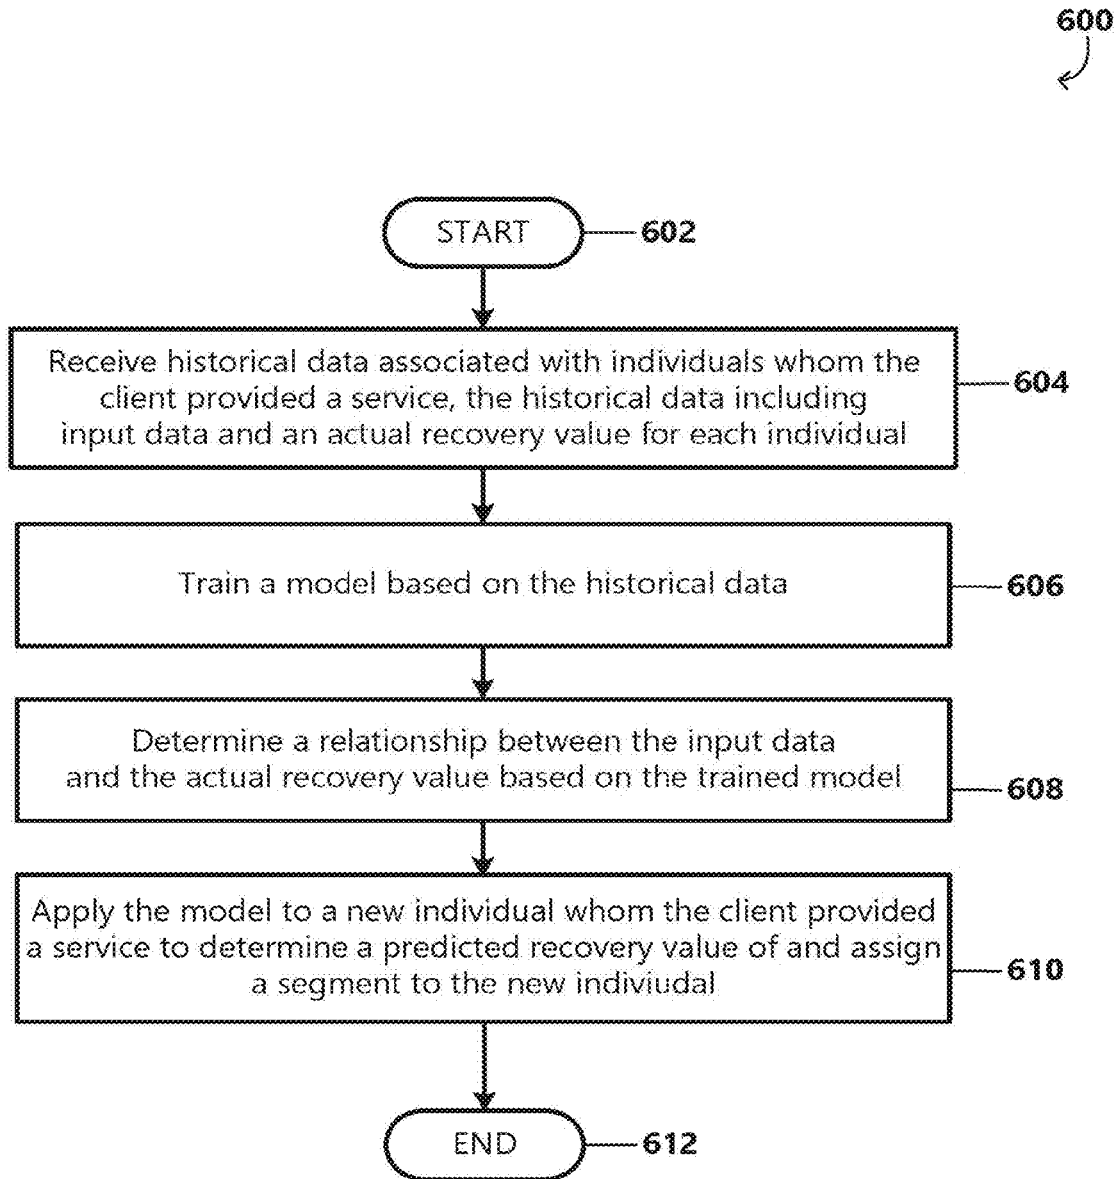 600
START
602
Receive historical data associated with individuals whom the
client provided a service, the historical data including
input data and an actual recovery value for each individual
604
Train a model based on the historical data
606
Determine a relationship between the input data
and the actual recovery value based on the trained model
608
Apply the model to a new individual whom the client provided
a service to determine a predicted recovery value of and assign
a segment to the new indiviudal
610
END
612